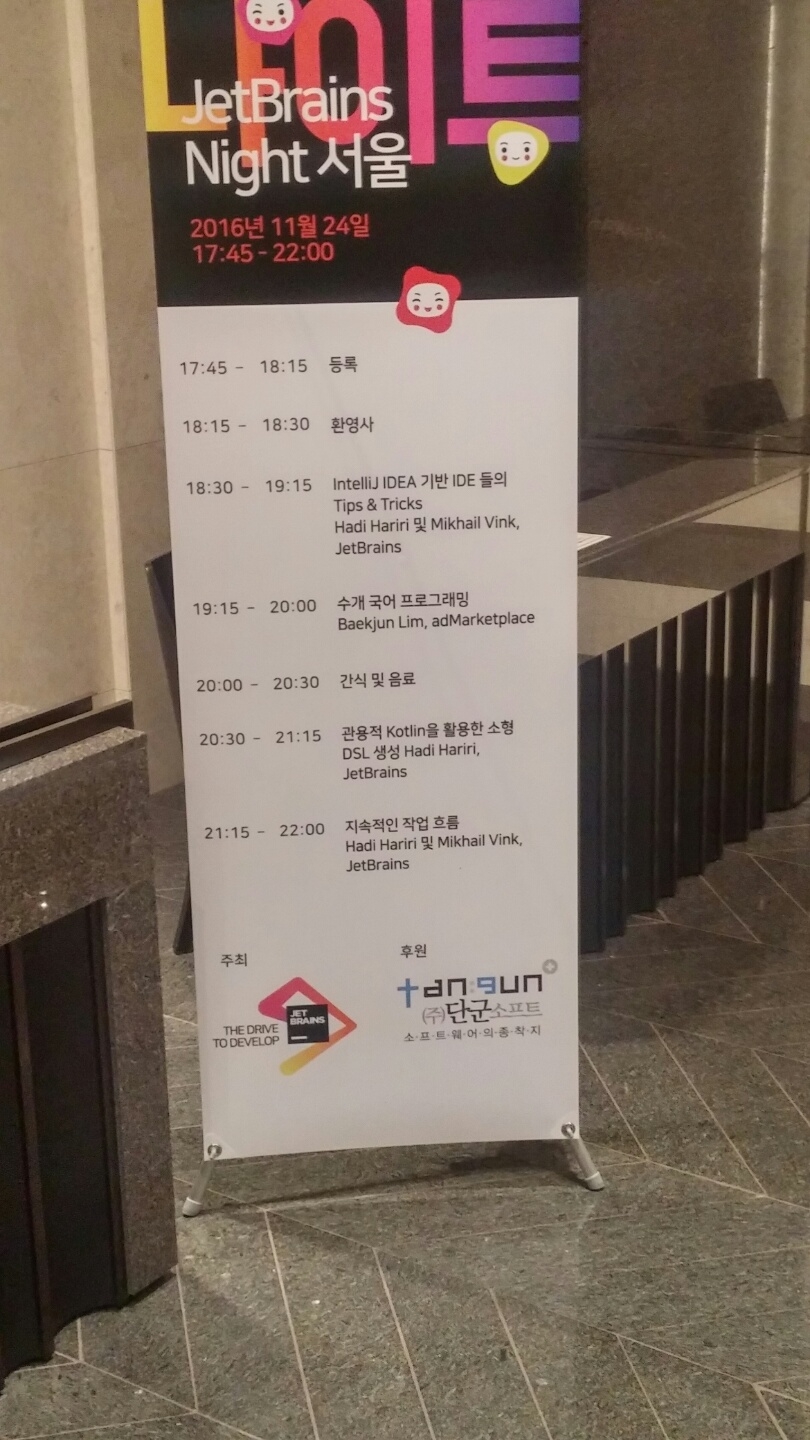 나이트
JetBrains
Night 서울
2016년 11월 24일
17:45 - 22:00
17:45 - 18:15 등록
18:15 - 18:30 환영사
18:30 - 19:15 IntelliJ IDEA 기반 IDE 들의
Tips & Tricks
Hadi Hariri 및 Mikhail Vink,
JetBrains
19:15 - 20:00 수개 국어 프로그래밍
Baekjun Lim, adMarketplace
20:00 - 20:30 간식 및 음료
20:30 - 21:15 관용적 Kotlin을 활용한 소형
DSL 생성 Hadi Hariri,
JetBrains
21:15 - 22:00 지속적인 작업 흐름
Hadi Hariri 및 Mikhail Vink,
JetBrains
주최
THE DRIVE
TO DEVELOP
JET
BRAINS
후원
tangun
(주)단군소프트
소·프·트·웨·어·의·종·착·지